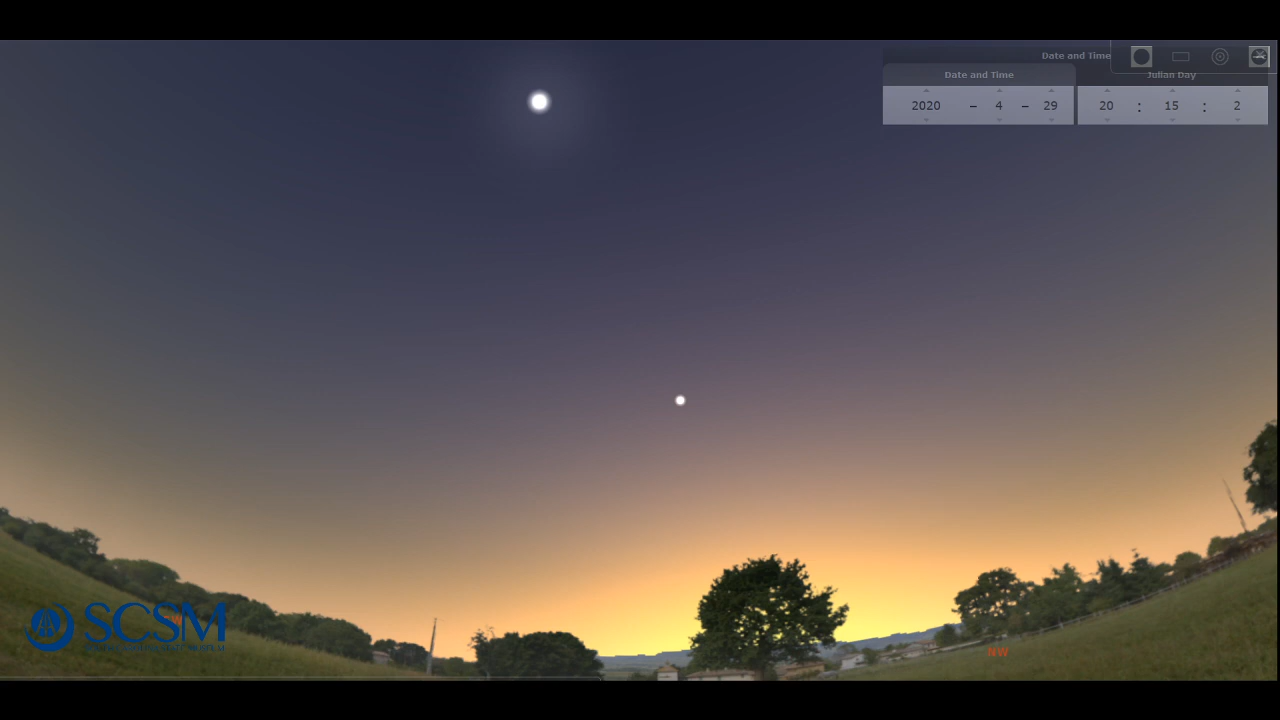 Date and Time
Date and Time
Julian Day
2020 – 4 – 29
20 : 15 : 2
SCSM
NW